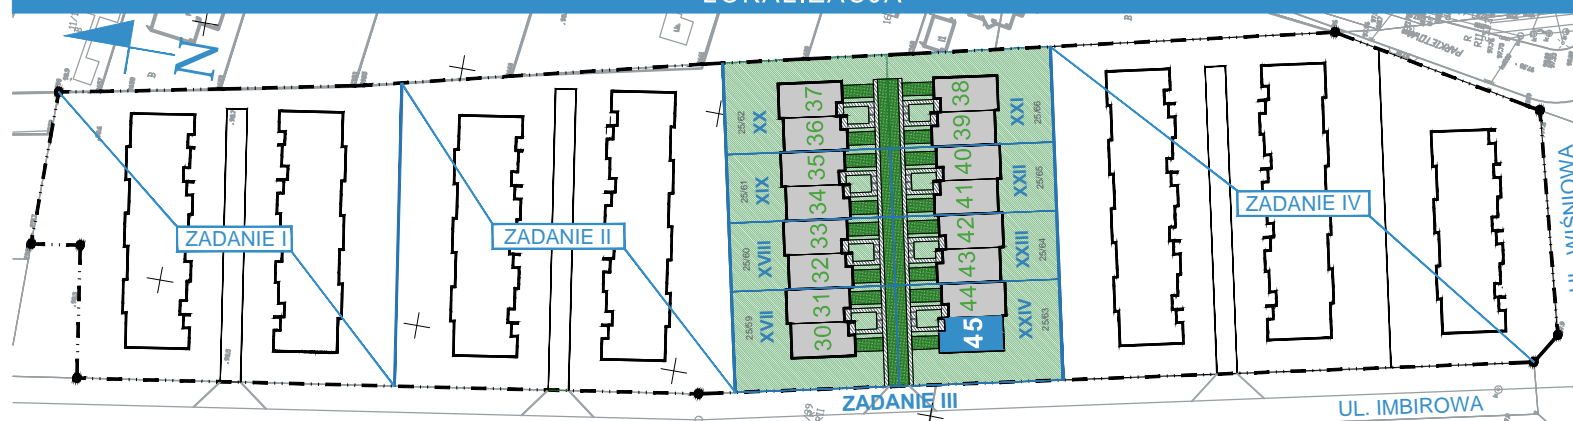 LOKALIZACJA
N
PARKIETOWA
ZADANIE I
ZADANIE II
ZADANIE III
ZADANIE IV
25/62 XX
25/61 XIX
25/60 XVIII
25/59 XVII
37
36
35
34
33
32
31
30
38
39
40
41
42
43
44
45
XXI 25/66
XXII 25/65
XXIII 25/64
XXIV 25/63
UL. WIŚNIOWA
UL. IMBIROWA